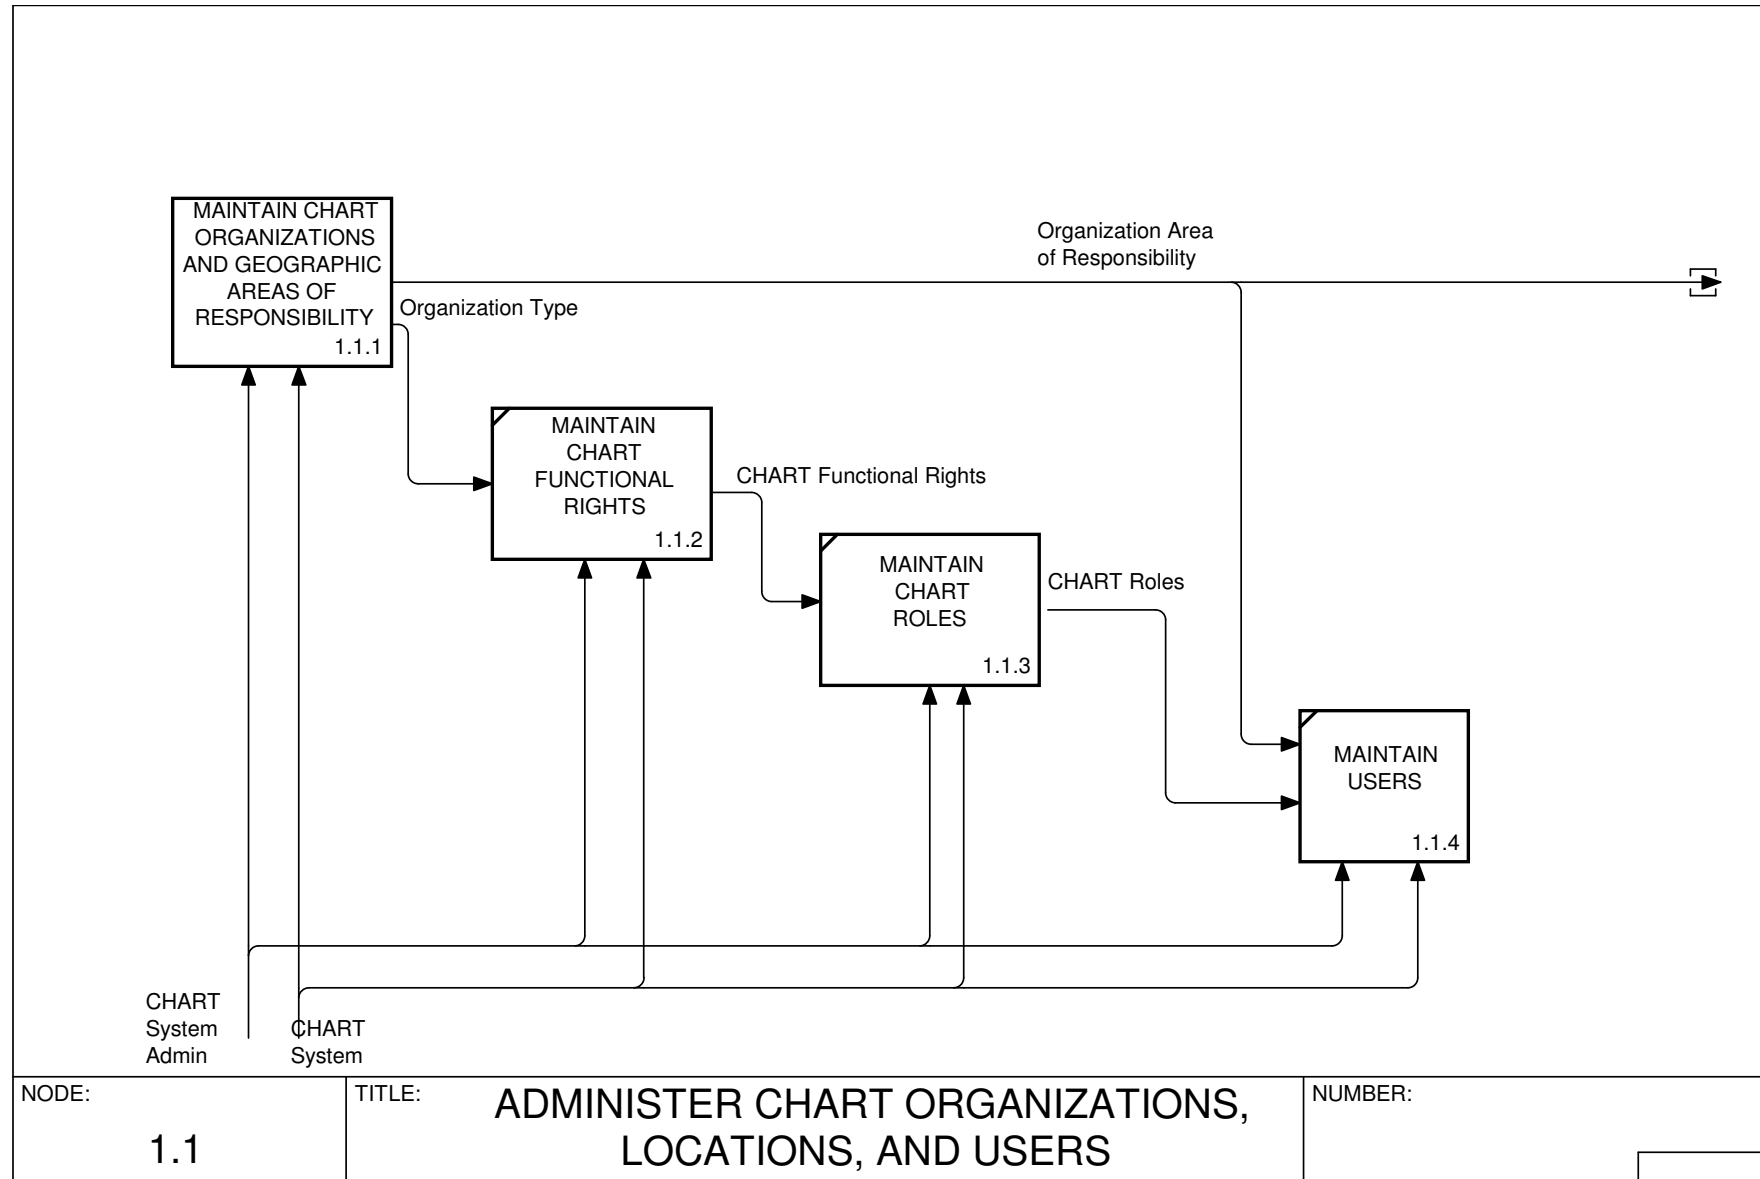 MAINTAIN CHART
ORGANIZATIONS
AND GEOGRAPHIC
AREAS OF
RESPONSIBILITY
1.1.1
Organization Area
of Responsibility
Organization Type
MAINTAIN
CHART
FUNCTIONAL
RIGHTS
1.1.2
CHART Functional Rights
MAINTAIN
CHART
ROLES
1.1.3
CHART Roles
MAINTAIN
USERS
1.1.4
CHART
System
Admin
CHART
System
NODE:
1.1
TITLE:
ADMINISTER CHART ORGANIZATIONS,
LOCATIONS, AND USERS
NUMBER: